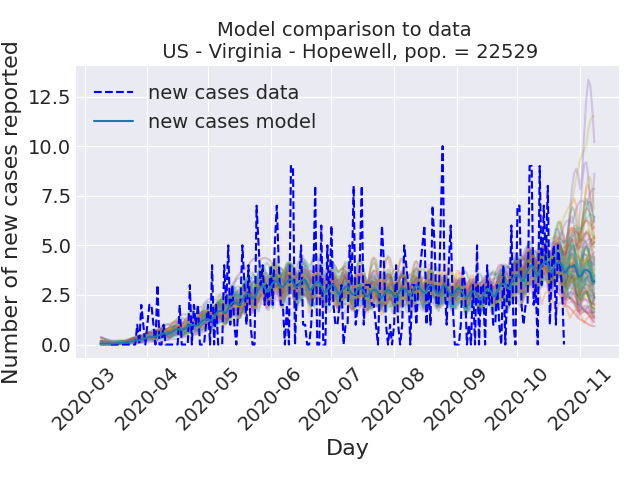 Model comparison to data
US - Virginia - Hopewell, pop. = 22529
new cases data
new cases model
Number of new cases reported
12.5
10.0
7.5
5.0
2.5
0.0
2020-03
2020-04
2020-05
2020-06
2020-07
2020-08
2020-09
2020-10
2020-11
Day